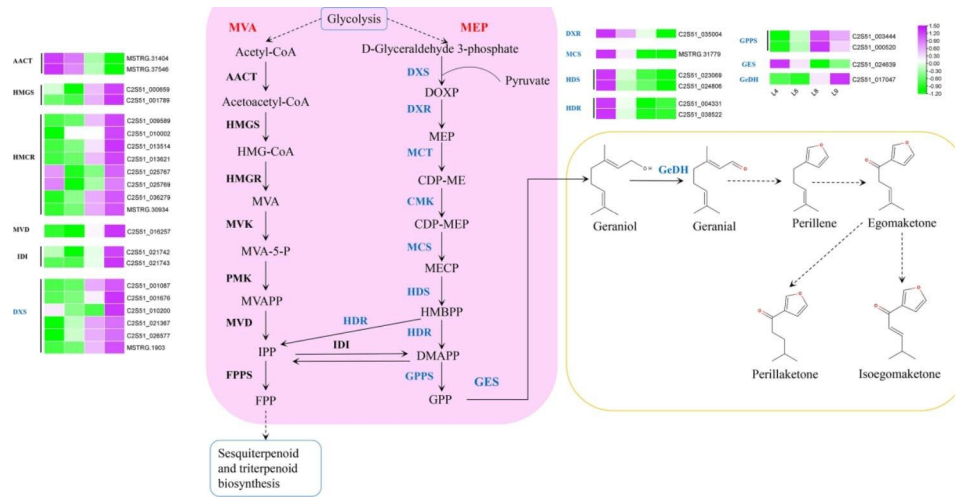 AACT
MSTRG.31404
MSTRG.37546
HMGS
C2S51_000659
C2S51_001789
HMCR
C2S51_009589
C2S51_010002
C2S51_013514
C2S51_013621
C2S51_025767
C2S51_025769
C2S51_036279
MSTRG.30934
MVD
C2S51_016257
IDI
C2S51_021742
C2S51_021743
DXS
C2S51_001087
C2S51_001676
C2S51_010200
C2S51_021367
C2S51_026577
MSTRG.1903
Glycolysis
MVA
Acetyl-CoA
AACT
Acetoacetyl-CoA
HMGS
HMG-CoA
HMGR
MVA
MVK
MVA-5-P
PMK
MVAPP
MVD
IPP
FPPS
FPP
Sesquiterpenoid
and triterpenoid
biosynthesis
MEP
D-Glyceraldehyde 3-phosphate
DXS
Pyruvate
DOXP
DXR
MEP
MCT
CDP-ME
CMK
CDP-MEP
MCS
MECP
HDS
HMBPP
HDR
HDR
IDI
DMAPP
GPPS
GES
GPP
DXR
C2S51_035004
MCS
MSTRG.31779
HDS
C2S51_023069
C2S51_024806
HDR
C2S51_004331
C2S51_038522
GPPS
C2S51_003444
C2S51_000520
GES
C2S51_024639
GeDH
C2S51_017047
L4
L6
L8
L9
1.50
1.20
0.90
0.60
0.30
0.00
-0.30
-0.60
-0.90
-1.20
OH
Geraniol
GeDH
O
Geranial
O
Perillene
O
O
Egomaketone
O
O
Perillaketone
O
O
Isoegomaketone